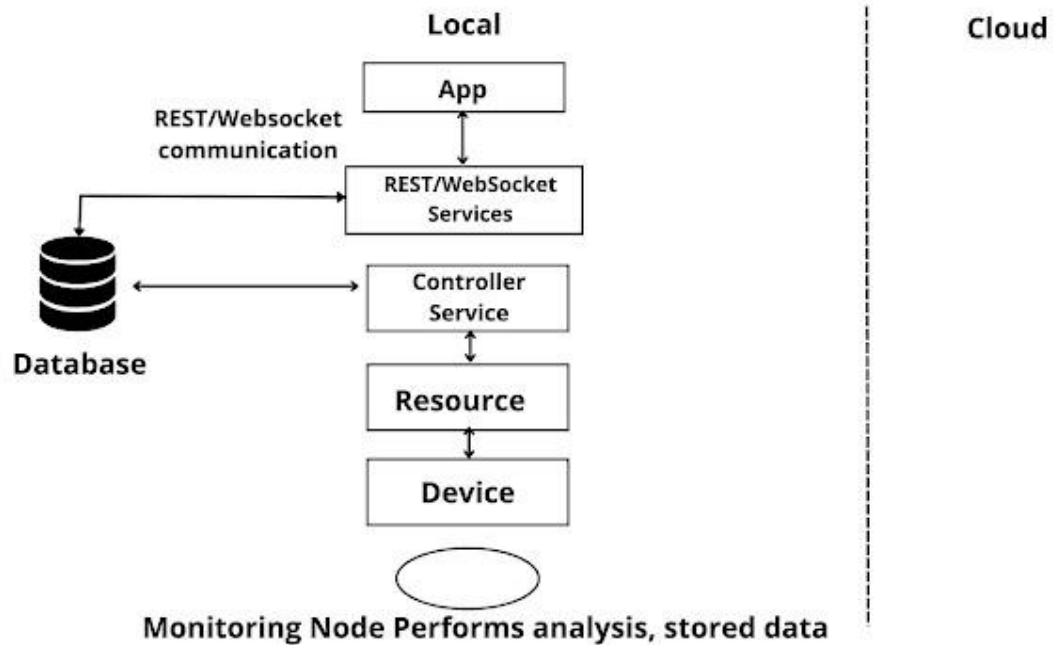 Local
Cloud
App
REST/Websocket
communication
REST/WebSocket
Services
Controller
Service
Database
Resource
Device
Monitoring Node Performs analysis, stored data